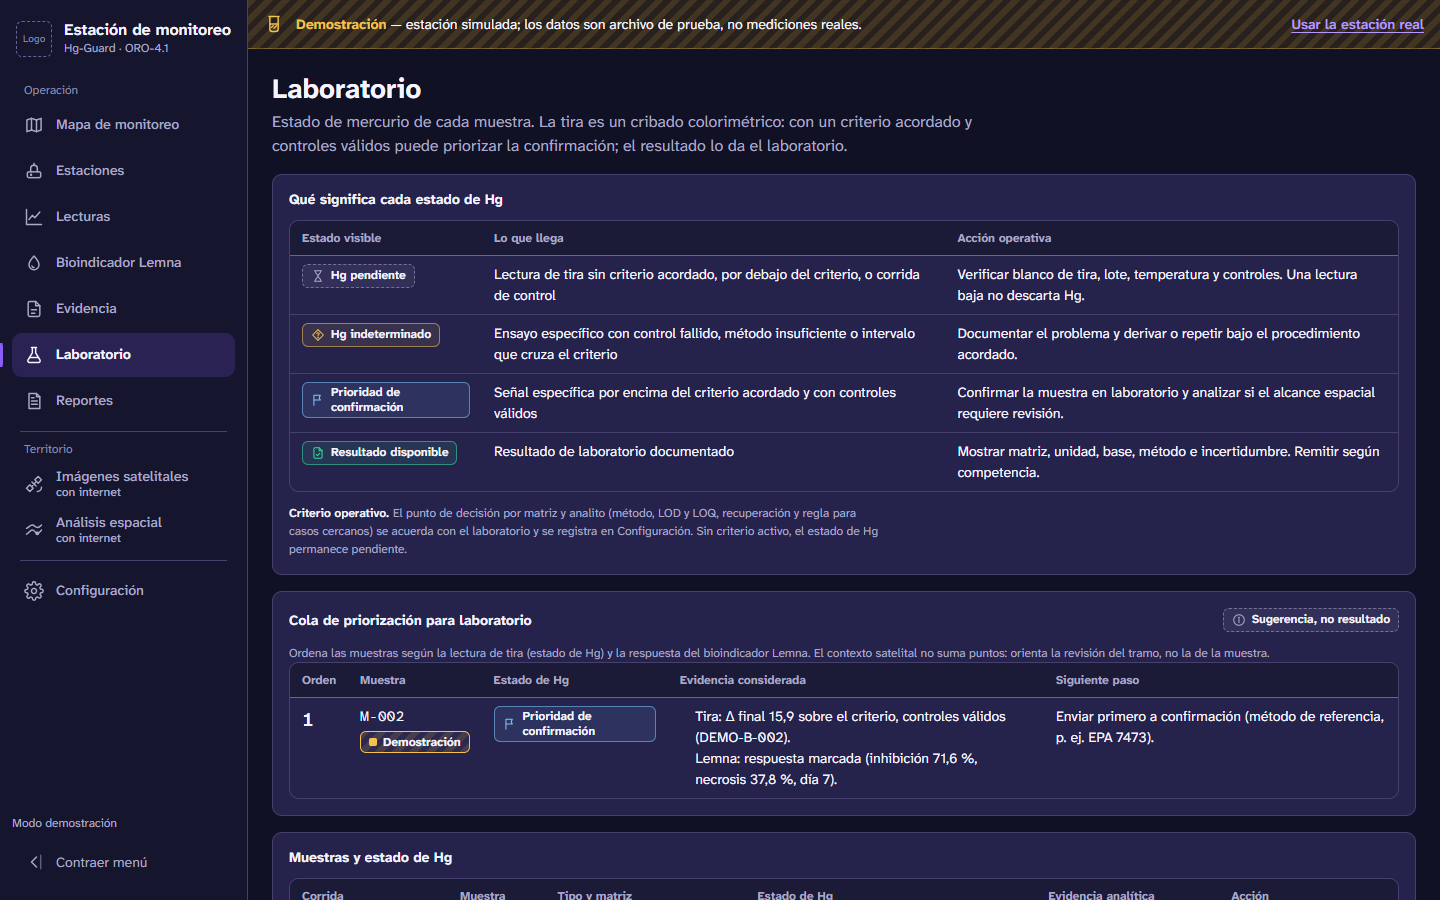 Logo
Estación de monitoreo
Hg-Guard · ORO-4.1
Operación
Mapa de monitoreo
Estaciones
Lecturas
Bioindicador Lemna
Evidencia
Laboratorio
Reportes
Territorio
Imágenes satelitales
con internet
Análisis espacial
con internet
Configuración
Modo demostración
Contraer menú
Demostración — estación simulada; los datos son archivo de prueba, no mediciones reales.
Usar la estación real
Laboratorio
Estado de mercurio de cada muestra. La tira es un cribado colorimétrico: con un criterio acordado y
controles válidos puede priorizar la confirmación; el resultado lo da el laboratorio.
Qué significa cada estado de Hg
Estado visible
Lo que llega
Acción operativa
Hg pendiente
Lectura de tira sin criterio acordado, por debajo del criterio, o corrida
de control
Verificar blanco de tira, lote, temperatura y controles. Una lectura
baja no descarta Hg.
Hg indeterminado
Ensayo específico con control fallido, método insuficiente o intervalo
que cruza el criterio
Documentar el problema y derivar o repetir bajo el procedimiento
acordado.
Prioridad de
confirmación
Señal específica por encima del criterio acordado y con controles
válidos
Confirmar la muestra en laboratorio y analizar si el alcance espacial
requiere revisión.
Resultado disponible
Resultado de laboratorio documentado
Mostrar matriz, unidad, base, método e incertidumbre. Remitir según
competencia.
Criterio operativo. El punto de decisión por matriz y analito (método, LOD y LOQ, recuperación y regla para
casos cercanos) se acuerda con el laboratorio y se registra en Configuración. Sin criterio activo, el estado de Hg
permanece pendiente.
Cola de priorización para laboratorio
Sugerencia, no resultado
Ordena las muestras según la lectura de tira (estado de Hg) y la respuesta del bioindicador Lemna. El contexto satelital no suma puntos: orienta la revisión del tramo, no la de la muestra.
Orden
Muestra
Estado de Hg
Evidencia considerada
Siguiente paso
1
M-002
Demostración
Prioridad de
confirmación
Tira: Δ final 15,9 sobre el criterio, controles válidos
(DEMO-B-002).
Lemna: respuesta marcada (inhibición 71,6 %,
necrosis 37,8 %, día 7).
Enviar primero a confirmación (método de referencia,
p. ej. EPA 7473).
Muestras y estado de Hg
Corrida
Muestra
Tipo y matriz
Estado de Hg
Evidencia analítica
Acción